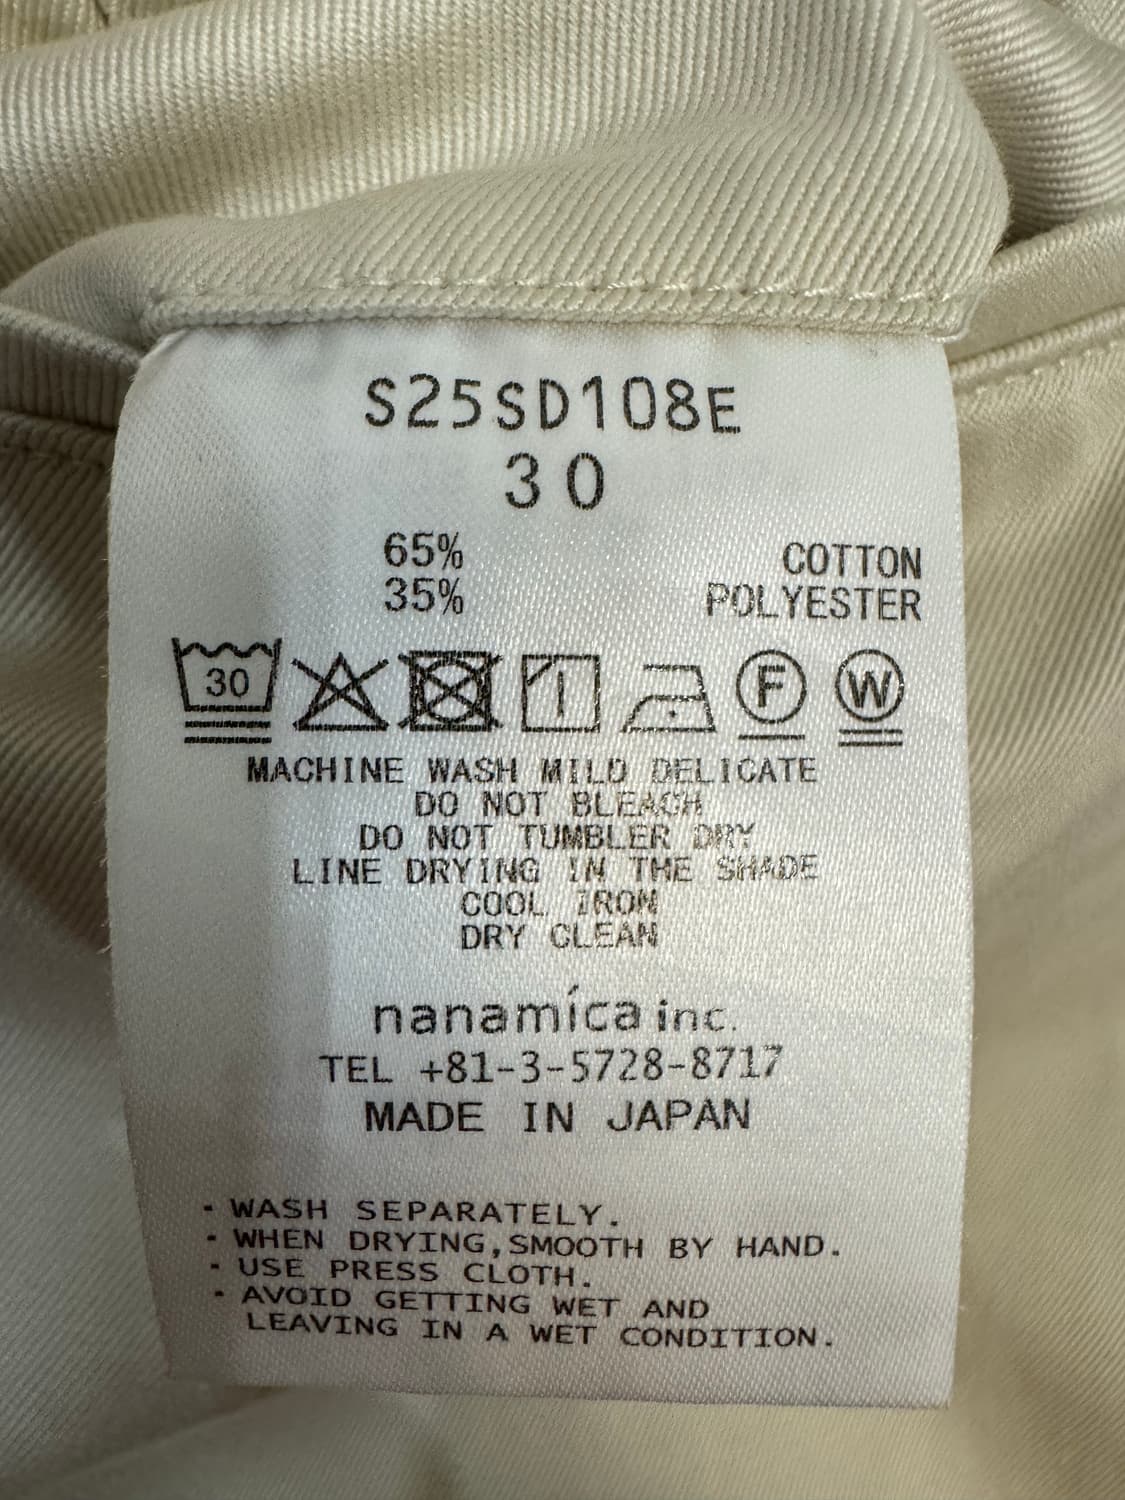 S25SD108E
30
65% COTTON
35% POLYESTER
30 F W
MACHINE WASH MILD DELICATE
DO NOT BLEACH
DO NOT TUMBLER DRY
LINE DRYING IN THE SHADE
COOL IRON
DRY CLEAN
nanamíca inc.
TEL +81-3-5728-8717
MADE IN JAPAN
・WASH SEPARATELY.
・WHEN DRYING,SMOOTH BY HAND.
・USE PRESS CLOTH.
・AVOID GETTING WET AND
LEAVING IN A WET CONDITION.